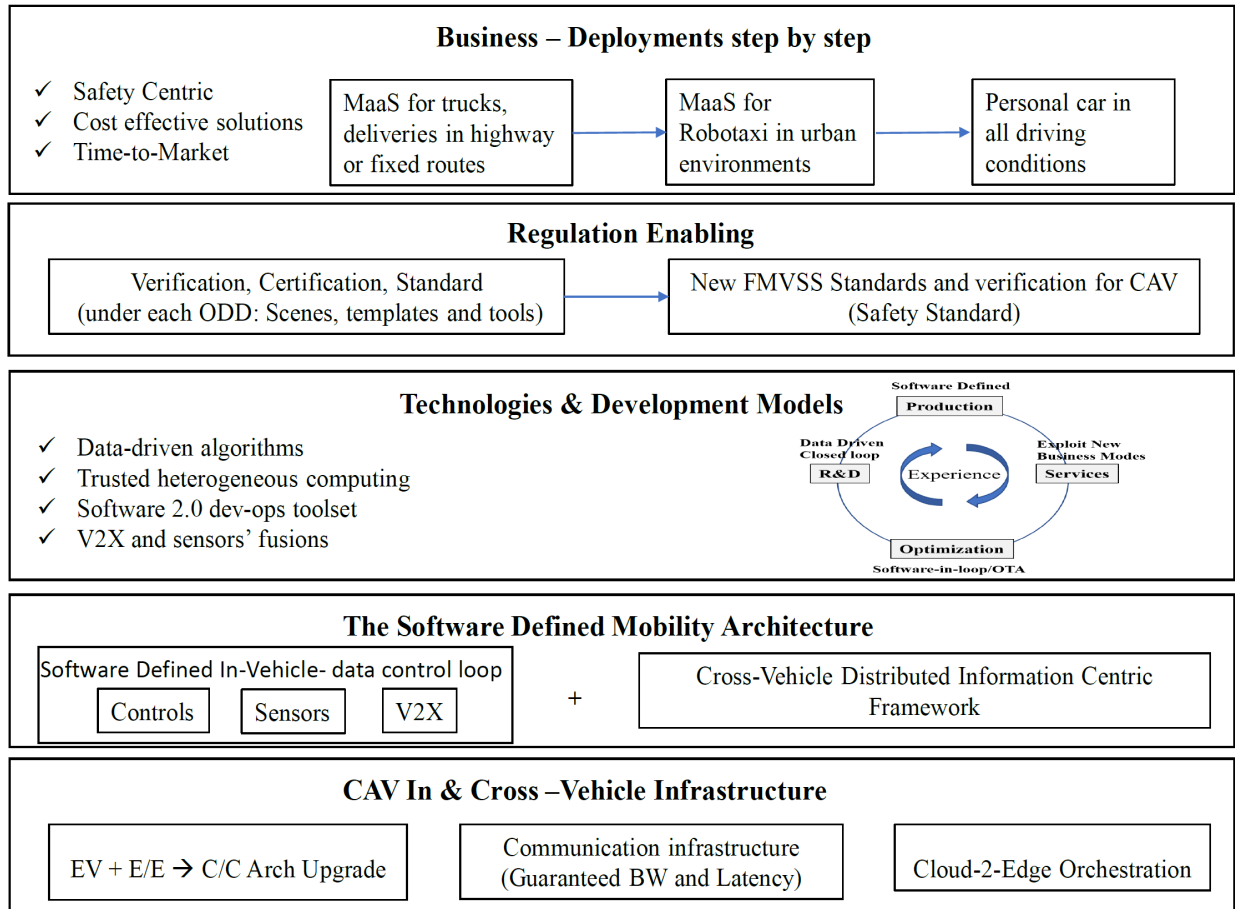 Business – Deployments step by step
✓ Safety Centric
✓ Cost effective solutions
✓ Time-to-Market
MaaS for trucks,
deliveries in highway
or fixed routes
MaaS for
Robotaxi in urban
environments
Personal car in
all driving
conditions
Regulation Enabling
Verification, Certification, Standard
(under each ODD: Scenes, templates and tools)
New FMVSS Standards and verification for CAV
(Safety Standard)
Technologies & Development Models
✓ Data-driven algorithms
✓ Trusted heterogeneous computing
✓ Software 2.0 dev-ops toolset
✓ V2X and sensors’ fusions
Software Defined
Production
Data Driven
Closed loop
R&D
Experience
Exploit New
Business Modes
Services
Optimization
Software-in-loop/OTA
The Software Defined Mobility Architecture
Software Defined In-Vehicle- data control loop
Controls
Sensors
V2X
+
Cross-Vehicle Distributed Information Centric
Framework
CAV In & Cross –Vehicle Infrastructure
EV + E/E → C/C Arch Upgrade
Communication infrastructure
(Guaranteed BW and Latency)
Cloud-2-Edge Orchestration